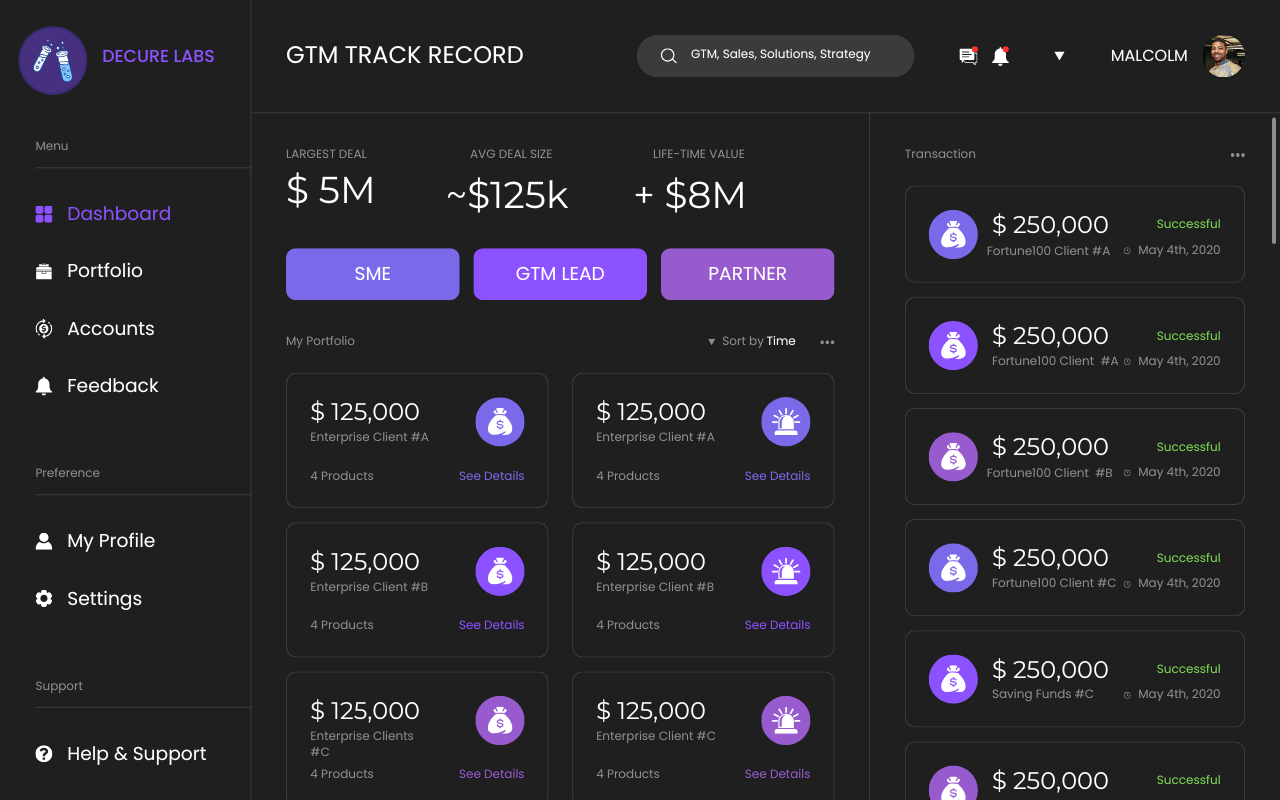 DECURE LABS
GTM TRACK RECORD
GTM, Sales, Solutions, Strategy
MALCOLM
Menu
Dashboard
Portfolio
Accounts
Feedback
Preference
My Profile
Settings
Support
Help & Support
LARGEST DEAL
$ 5M
AVG DEAL SIZE
~$125k
LIFE-TIME VALUE
+ $8M
SME
GTM LEAD
PARTNER
My Portfolio
▼ Sort by Time
$ 125,000
Enterprise Client #A
4 Products
See Details
$ 125,000
Enterprise Client #A
4 Products
See Details
$ 125,000
Enterprise Client #B
4 Products
See Details
$ 125,000
Enterprise Client #B
4 Products
See Details
$ 125,000
Enterprise Clients
#C
4 Products
See Details
$ 125,000
Enterprise Client #C
4 Products
See Details
Transaction
$ 250,000
Successful
Fortune100 Client #A
May 4th, 2020
$ 250,000
Successful
Fortune100 Client #A
May 4th, 2020
$ 250,000
Successful
Fortune100 Client #B
May 4th, 2020
$ 250,000
Successful
Fortune100 Client #C
May 4th, 2020
$ 250,000
Successful
Saving Funds #C
May 4th, 2020
$ 250,000
Successful